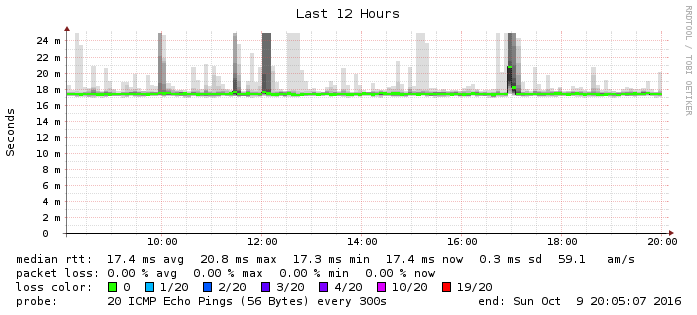 Last 12 Hours
RRDTOOL / TOBI OETIKER
Seconds
24 m
22 m
20 m
18 m
16 m
14 m
12 m
10 m
8 m
6 m
4 m
2 m
0
10:00 12:00 14:00 16:00 18:00 20:00
median rtt: 17.4 ms avg 20.8 ms max 17.3 ms min 17.4 ms now 0.3 ms sd 59.1 am/s
packet loss: 0.00 % avg 0.00 % max 0.00 % min 0.00 % now
loss color: 0 1/20 2/20 3/20 4/20 10/20 19/20
probe: 20 ICMP Echo Pings (56 Bytes) every 300s end: Sun Oct 9 20:05:07 2016